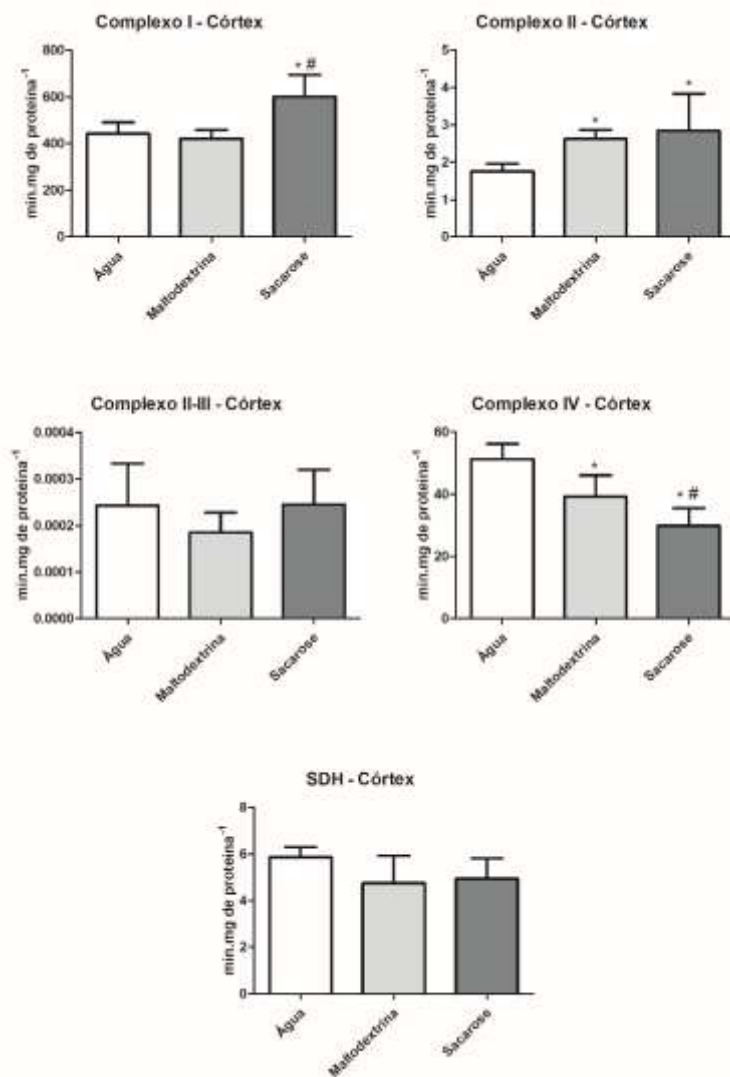 Complexo I - Córtex
min.mg de proteína⁻¹
800
600
400
200
0
* #
Água
Maltodextrina
Sacarose
Complexo II - Córtex
min.mg de proteína⁻¹
5
4
3
2
1
0
*
*
Água
Maltodextrina
Sacarose
Complexo II-III - Córtex
min.mg de proteína⁻¹
0.0004
0.0003
0.0002
0.0001
0.0000
Água
Maltodextrina
Sacarose
Complexo IV - Córtex
min.mg de proteína⁻¹
60
40
20
0
*
* #
Água
Maltodextrina
Sacarose
SDH - Córtex
min.mg de proteína⁻¹
8
6
4
2
0
Água
Maltodextrina
Sacarose